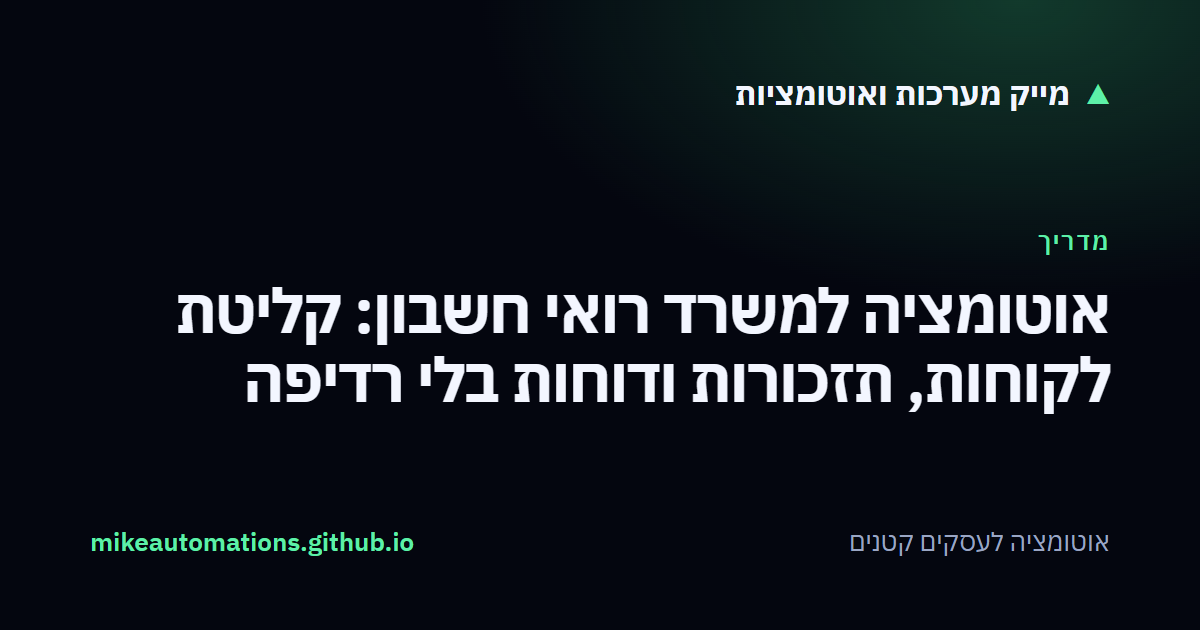 ▲ מייק מערכות ואוטומציות
מדריך
אוטומציה למשרד רואי חשבון: קליטת
לקוחות, תזכורות ודוחות בלי רדיפה
אוטומציה לעסקים קטנים
mikeautomations.github.io